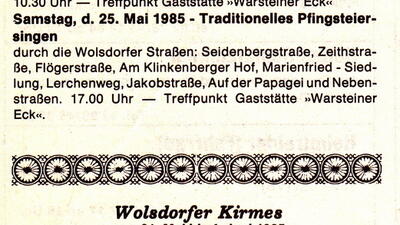 10.30 Uhr — Treffpunkt Gaststätte »Warsteiner Eck«
Samstag, d. 25. Mai 1985 - Traditionelles Pfingsteier-
singen
durch die Wolsdorfer Straßen: Seidenbergstraße, Zeithstra-
ße, Flögerstraße, Am Klinkenberger Hof, Marienfried - Sied-
lung, Lerchenweg, Jakobstraße, Auf der Papagei und Neben-
straßen. 17.00 Uhr — Treffpunkt Gaststätte »Warsteiner
Eck«.
Wolsdorfer Kirmes